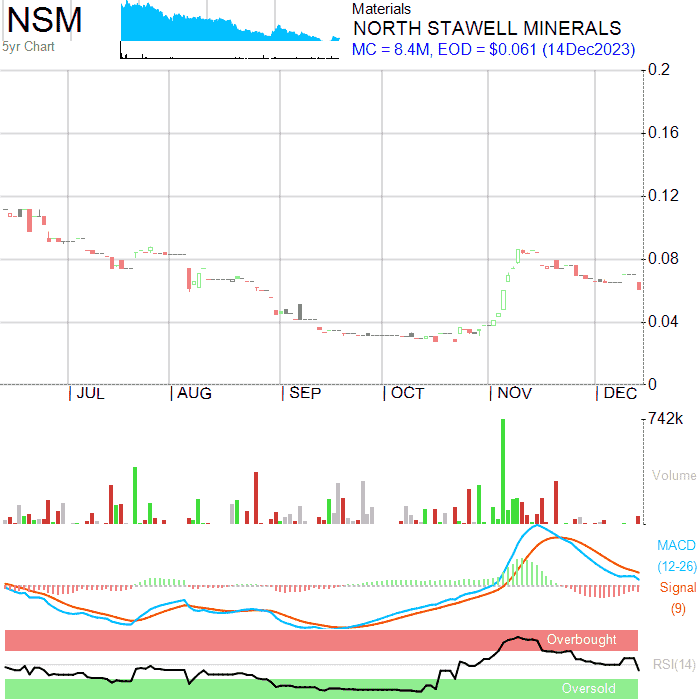 NSM
5yr Chart
Materials
NORTH STAWELL MINERALS
MC = 8.4M, EOD = $0.061 (14Dec2023)
0.2
0.16
0.12
0.08
0.04
0
JUL AUG SEP OCT NOV DEC
742k
Volume
MACD
(12-26)
Signal
(9)
Overbought
RSI(14)
Oversold